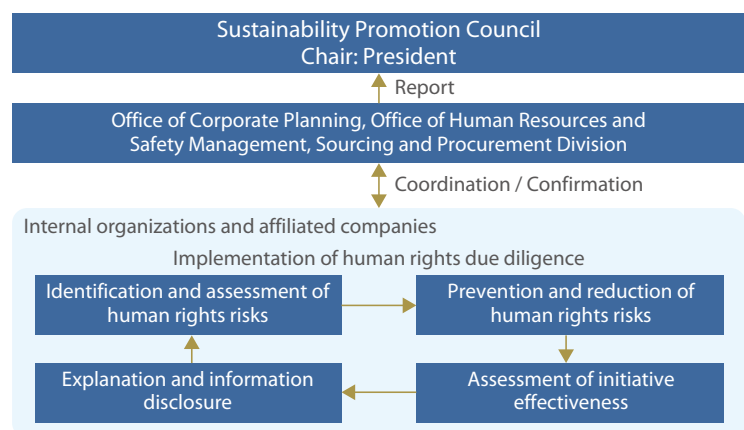 Sustainability Promotion Council
Chair: President
Report
Office of Corporate Planning, Office of Human Resources and
Safety Management, Sourcing and Procurement Division
Coordination / Confirmation
Internal organizations and affiliated companies
Implementation of human rights due diligence
Identification and assessment of
human rights risks
Prevention and reduction of
human rights risks
Explanation and information
disclosure
Assessment of initiative
effectiveness